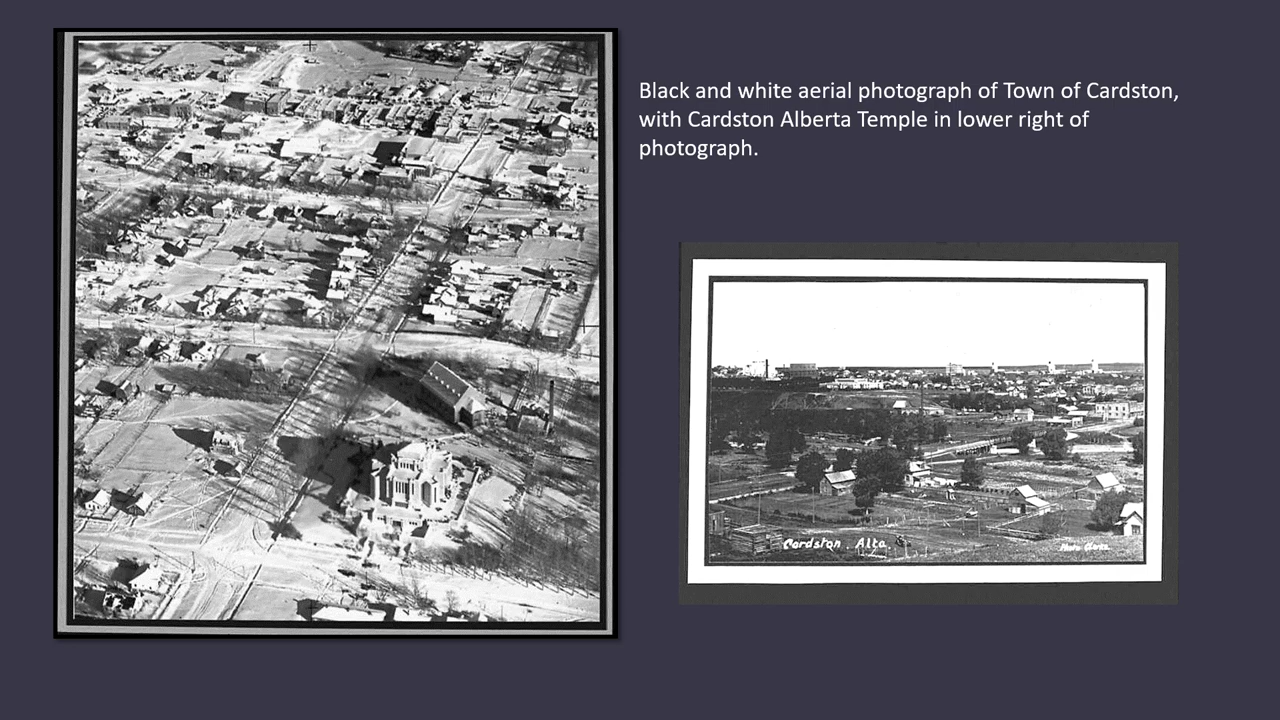 Black and white aerial photograph of Town of Cardston,
with Cardston Alberta Temple in lower right of
photograph.
Cardston . Alta.